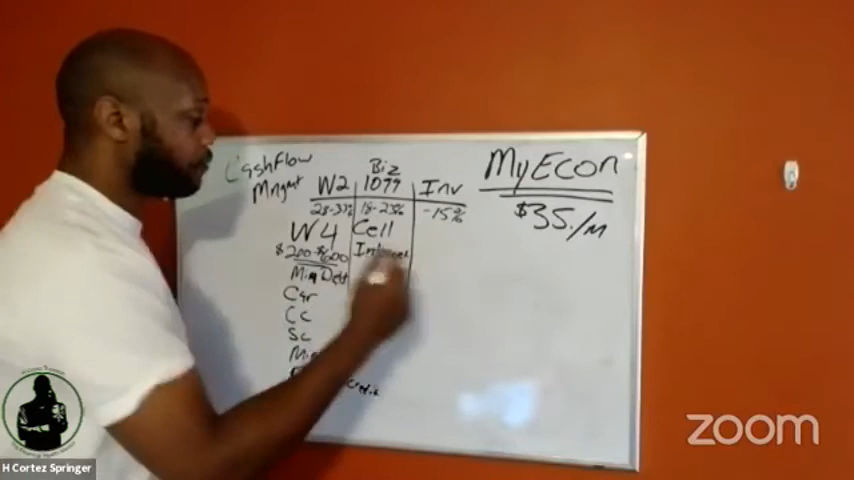 CashFlow
Mngmt
W2
Biz
1099
Inv
28-33%
18-23%
-15%
W4
Cell
$200-$600
Internet
Min Debt
Car
CC
SC
MyEcon
$35./M
zoom
H Cortez Springer